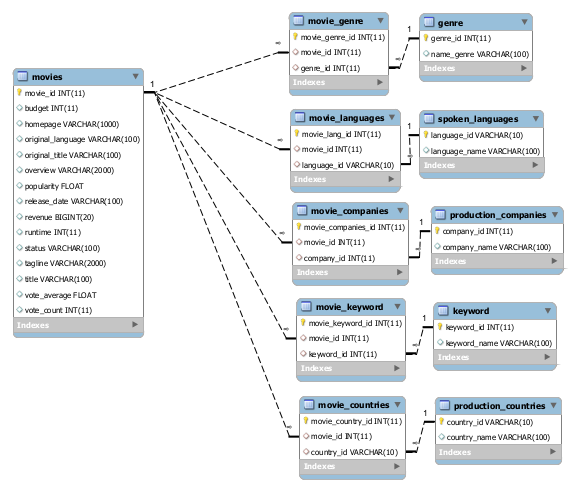 movies
movie_id INT(11)
budget INT(11)
homepage VARCHAR(1000)
original_language VARCHAR(100)
original_title VARCHAR(100)
overview VARCHAR(2000)
popularity FLOAT
release_date VARCHAR(100)
revenue BIGINT(20)
runtime INT(11)
status VARCHAR(100)
tagline VARCHAR(2000)
title VARCHAR(100)
vote_average FLOAT
vote_count INT(11)
Indexes
1
movie_genre
movie_genre_id INT(11)
movie_id INT(11)
genre_id INT(11)
Indexes
1
genre
genre_id INT(11)
name_genre VARCHAR(100)
Indexes
movie_languages
movie_lang_id INT(11)
movie_id INT(11)
language_id VARCHAR(10)
Indexes
1
spoken_languages
language_id VARCHAR(10)
language_name VARCHAR(100)
Indexes
movie_companies
movie_companies_id INT(11)
movie_id INT(11)
company_id INT(11)
Indexes
1
production_companies
company_id INT(11)
company_name VARCHAR(100)
Indexes
movie_keyword
movie_keyword_id INT(11)
movie_id INT(11)
keyword_id INT(11)
Indexes
1
keyword
keyword_id INT(11)
keyword_name VARCHAR(100)
Indexes
movie_countries
movie_country_id INT(11)
movie_id INT(11)
country_id VARCHAR(10)
Indexes
1
production_countries
country_id VARCHAR(10)
country_name VARCHAR(100)
Indexes